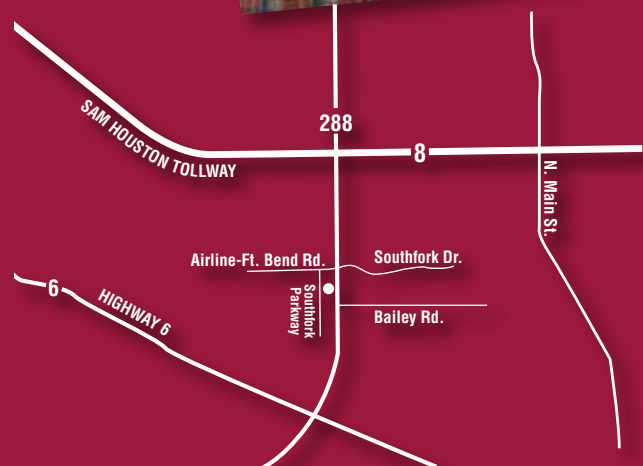 288
SAM HOUSTON TOLLWAY
8
N. Main St.
Airline-Ft. Bend Rd.
Southfork Dr.
Southfork
Parkway
Bailey Rd.
6
HIGHWAY 6